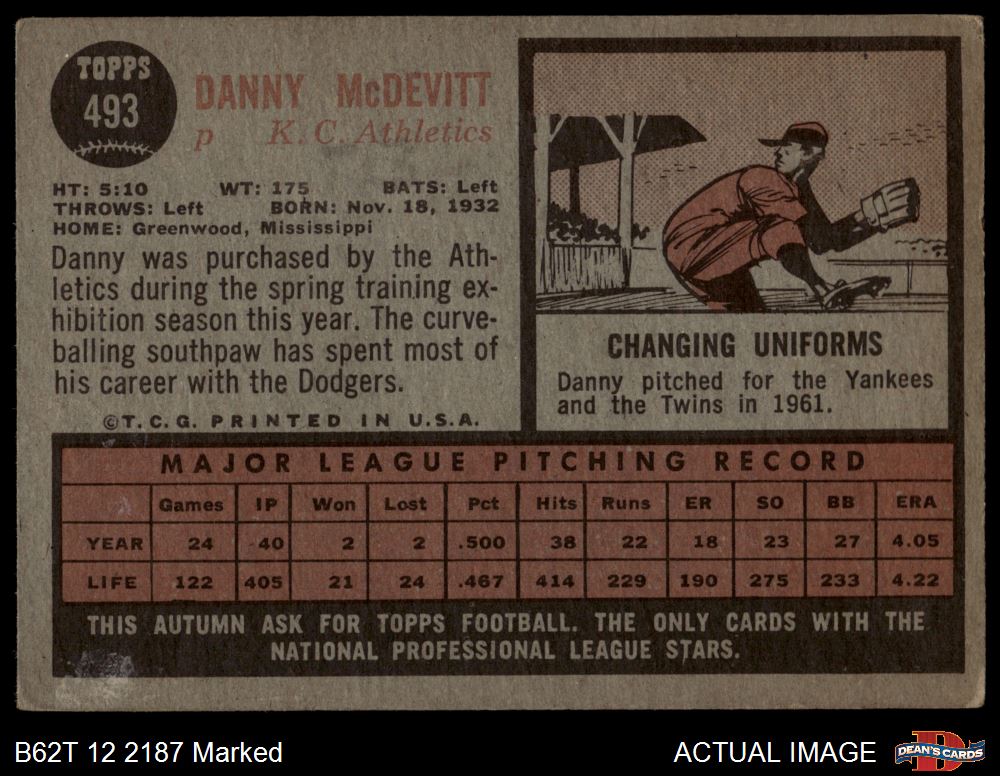 TOPPS
493
DANNY McDEVITT
p K. C. Athletics
HT: 5:10 WT: 175 BATS: Left
THROWS: Left BORN: Nov. 18, 1932
HOME: Greenwood, Mississippi
Danny was purchased by the Ath-
letics during the spring training ex-
hibition season this year. The curve-
balling southpaw has spent most of
his career with the Dodgers.
©T. C. G. PRINTED IN U.S.A.
CHANGING UNIFORMS
Danny pitched for the Yankees
and the Twins in 1961.
MAJOR LEAGUE PITCHING RECORD
Games IP Won Lost Pct Hits Runs ER SO BB ERA
YEAR 24 40 2 2 .500 38 22 18 23 27 4.05
LIFE 122 405 21 24 .467 414 229 190 275 233 4.22
THIS AUTUMN ASK FOR TOPPS FOOTBALL. THE ONLY CARDS WITH THE
NATIONAL PROFESSIONAL LEAGUE STARS.
B62T 12 2187 Marked
ACTUAL IMAGE
DEAN'S CARDS